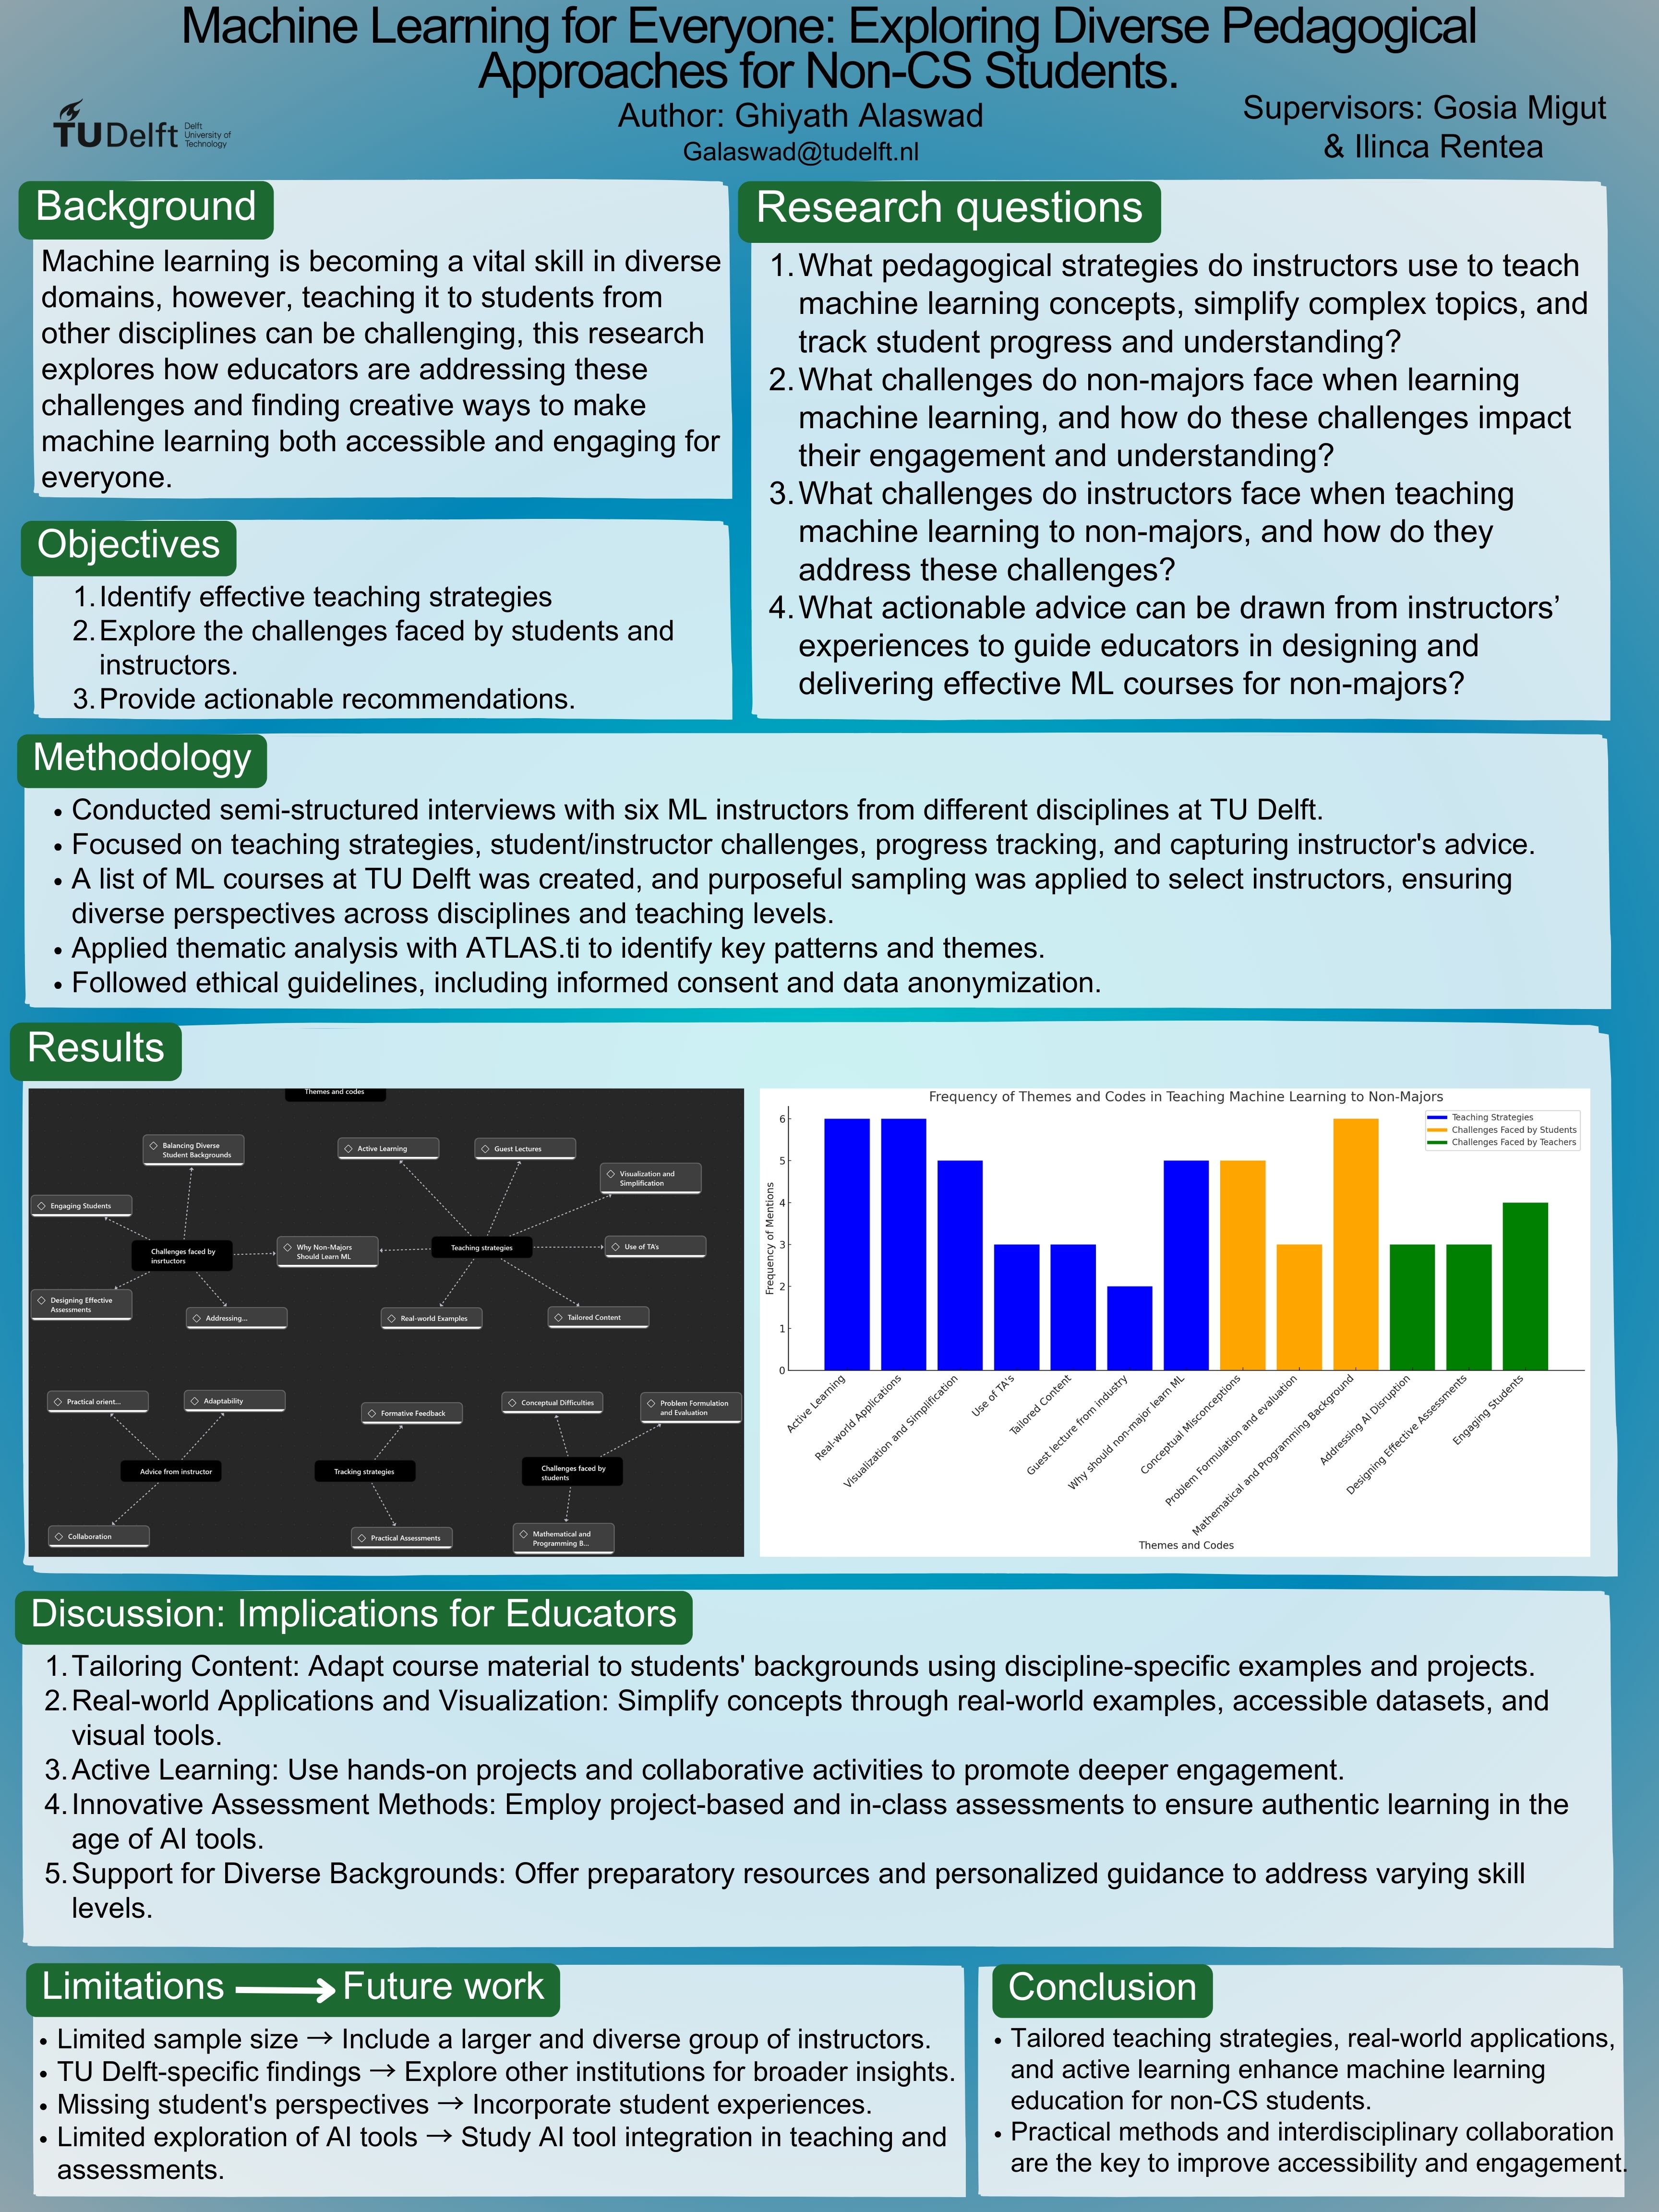 Machine Learning for Everyone: Exploring Diverse Pedagogical
Approaches for Non-CS Students.
TUDelft
Delft
University of
Technology
Author: Ghiyath Alaswad
Galaswad@tudelft.nl
Supervisors: Gosia Migut
& Ilinca Rentea
Background
Machine learning is becoming a vital skill in diverse
domains, however, teaching it to students from
other disciplines can be challenging, this research
explores how educators are addressing these
challenges and finding creative ways to make
machine learning both accessible and engaging for
everyone.
Objectives
1. Identify effective teaching strategies
2. Explore the challenges faced by students and
instructors.
3. Provide actionable recommendations.
Research questions
1. What pedagogical strategies do instructors use to teach
machine learning concepts, simplify complex topics, and
track student progress and understanding?
2. What challenges do non-majors face when learning
machine learning, and how do these challenges impact
their engagement and understanding?
3. What challenges do instructors face when teaching
machine learning to non-majors, and how do they
address these challenges?
4. What actionable advice can be drawn from instructors’
experiences to guide educators in designing and
delivering effective ML courses for non-majors?
Methodology
• Conducted semi-structured interviews with six ML instructors from different disciplines at TU Delft.
• Focused on teaching strategies, student/instructor challenges, progress tracking, and capturing instructor's advice.
• A list of ML courses at TU Delft was created, and purposeful sampling was applied to select instructors, ensuring
diverse perspectives across disciplines and teaching levels.
• Applied thematic analysis with ATLAS.ti to identify key patterns and themes.
• Followed ethical guidelines, including informed consent and data anonymization.
Results
Themes and codes
Balancing Diverse
Student Backgrounds
Active Learning
Guest Lectures
Visualization and
Simplification
Engaging Students
Challenges faced by
insrtuctors
Why Non-Majors
Should Learn ML
Teaching strategies
Use of TA's
Designing Effective
Assessments
Addressing...
Real-world Examples
Tailored Content
Practical orient...
Adaptability
Formative Feedback
Conceptual Difficulties
Problem Formulation
and Evaluation
Advice from instructor
Tracking strategies
Challenges faced by
students
Collaboration
Practical Assessments
Mathematical and
Programming B...
Frequency of Themes and Codes in Teaching Machine Learning to Non-Majors
Teaching Strategies
Challenges Faced by Students
Challenges Faced by Teachers
Frequency of Mentions
6
5
4
3
2
1
0
Active Learning
Real-world Applications
Visualization and Simplification
Use of TA's
Tailored Content
Guest lecture from industry
Why should non-major learn ML
Conceptual Misconceptions
Problem Formulation and evaluation
Mathematical and Programming Background
Addressing AI Disruption
Designing Effective Assessments
Engaging Students
Themes and Codes
Discussion: Implications for Educators
1. Tailoring Content: Adapt course material to students' backgrounds using discipline-specific examples and projects.
2. Real-world Applications and Visualization: Simplify concepts through real-world examples, accessible datasets, and
visual tools.
3. Active Learning: Use hands-on projects and collaborative activities to promote deeper engagement.
4. Innovative Assessment Methods: Employ project-based and in-class assessments to ensure authentic learning in the
age of AI tools.
5. Support for Diverse Backgrounds: Offer preparatory resources and personalized guidance to address varying skill
levels.
Limitations → Future work
• Limited sample size → Include a larger and diverse group of instructors.
• TU Delft-specific findings → Explore other institutions for broader insights.
• Missing student's perspectives → Incorporate student experiences.
• Limited exploration of AI tools → Study AI tool integration in teaching and
assessments.
Conclusion
• Tailored teaching strategies, real-world applications,
and active learning enhance machine learning
education for non-CS students.
• Practical methods and interdisciplinary collaboration
are the key to improve accessibility and engagement.